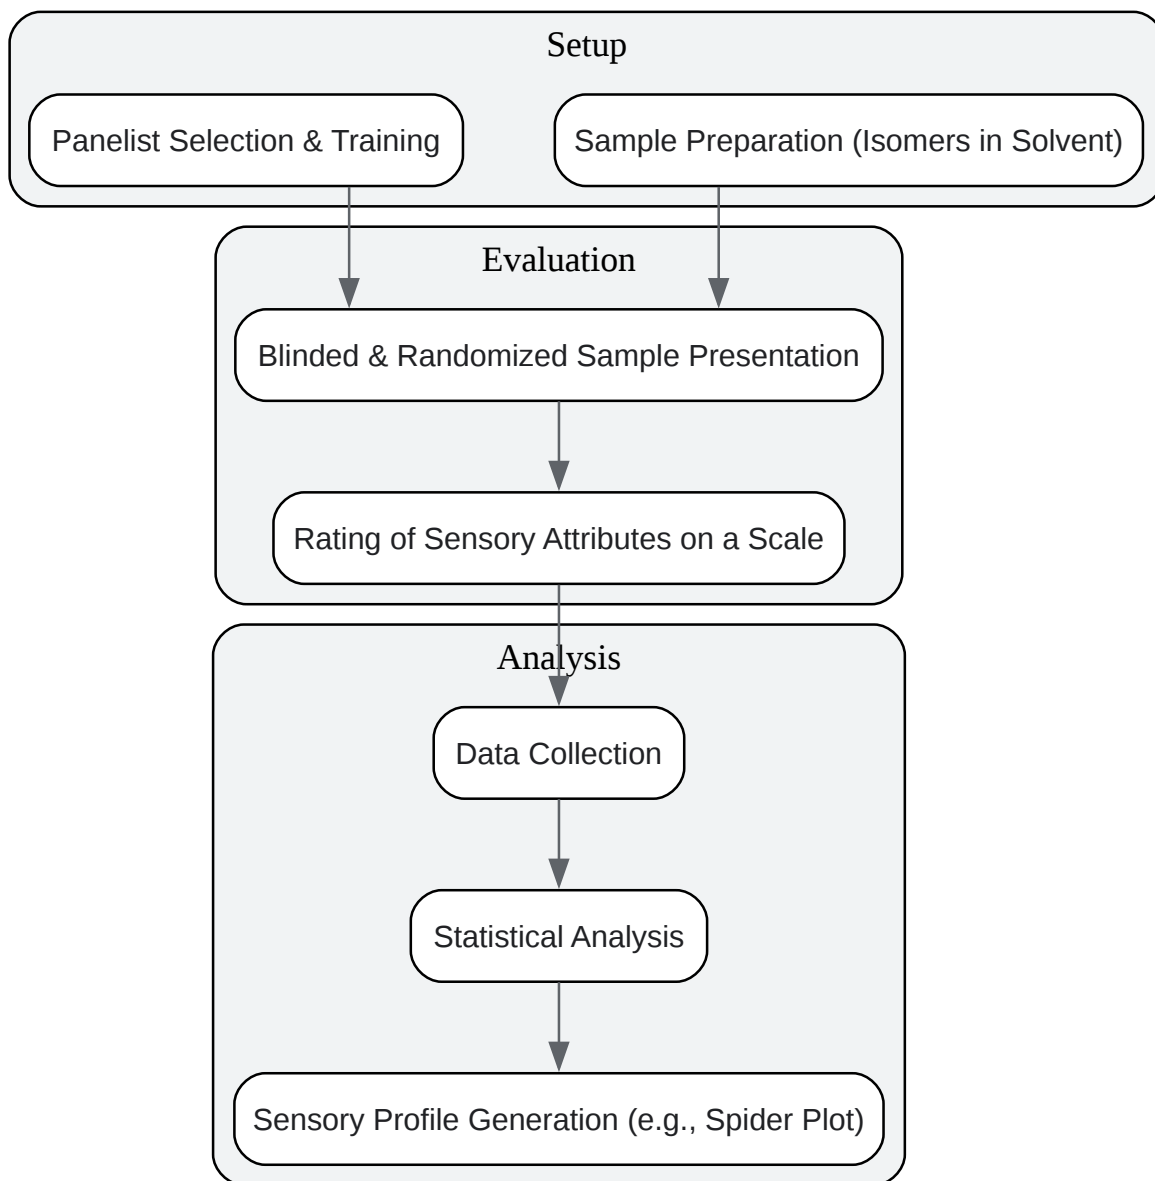 Setup
Panelist Selection & Training
Sample Preparation (Isomers in Solvent)
Evaluation
Blinded & Randomized Sample Presentation
Rating of Sensory Attributes on a Scale
Analysis
Data Collection
Statistical Analysis
Sensory Profile Generation (e.g., Spider Plot)